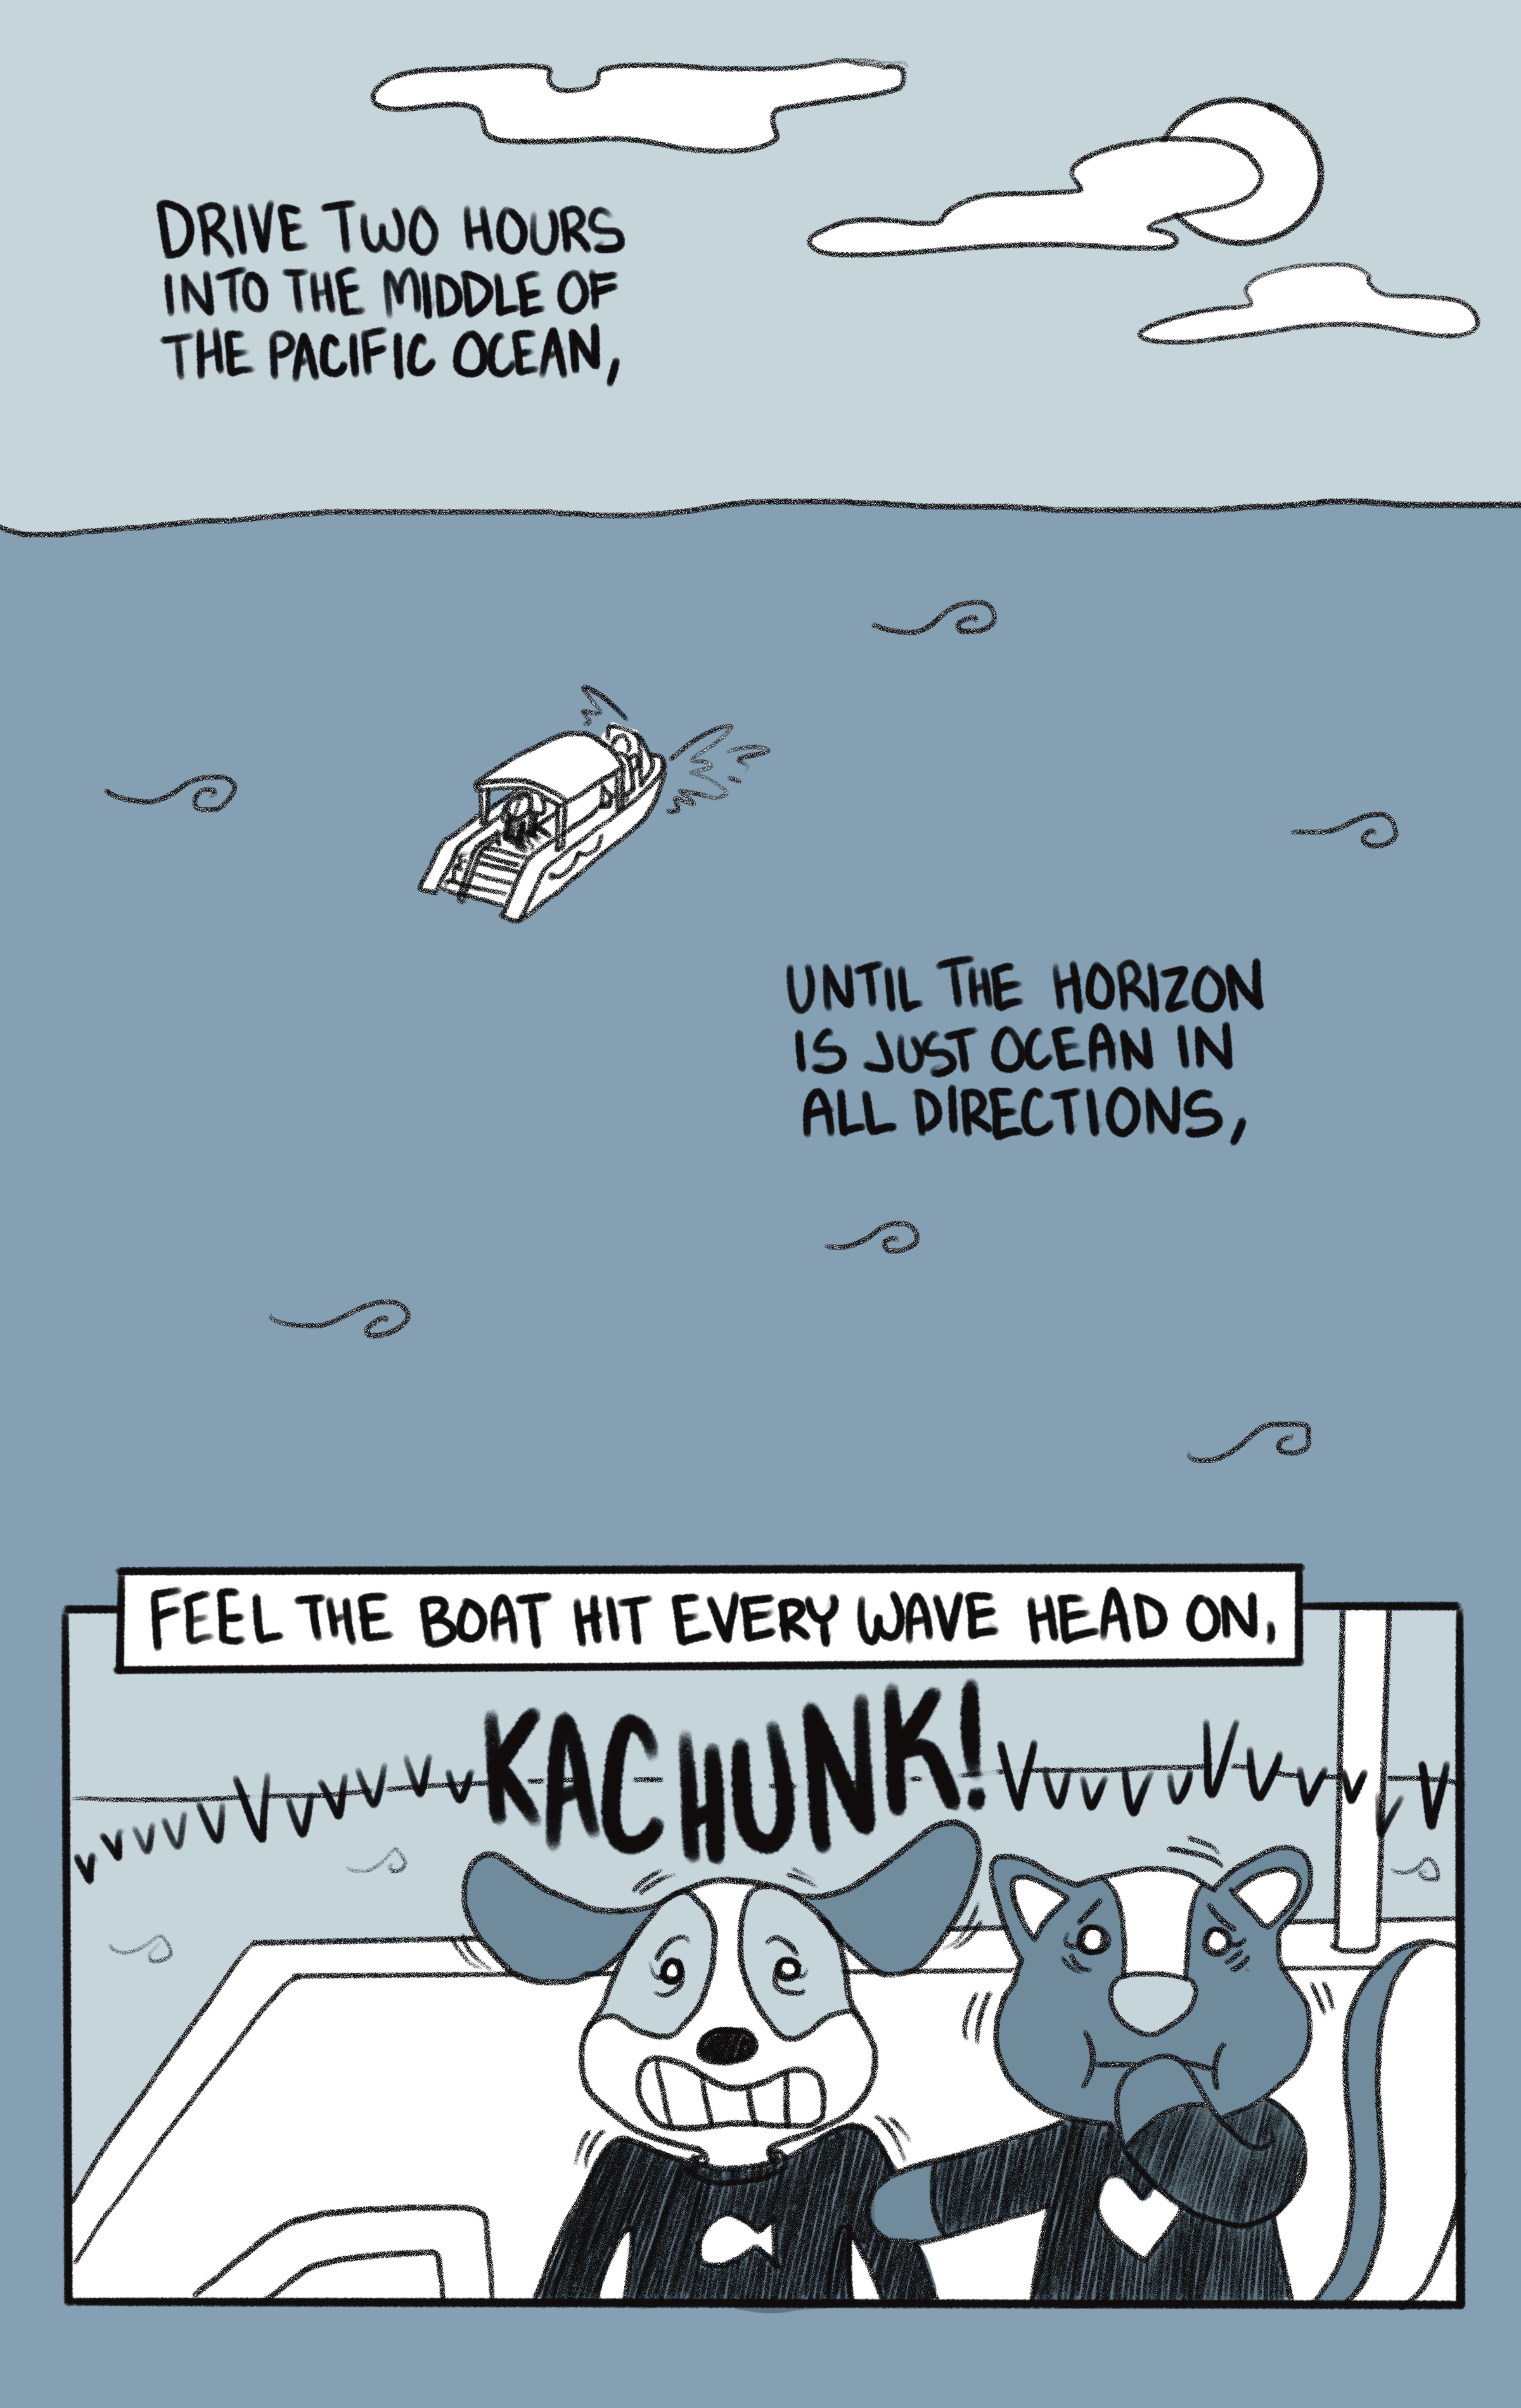 DRIVE TWO HOURS
INTO THE MIDDLE OF
THE PACIFIC OCEAN,
UNTIL THE HORIZON
IS JUST OCEAN IN
ALL DIRECTIONS,
FEEL THE BOAT HIT EVERY WAVE HEAD ON,
KACHUNK!